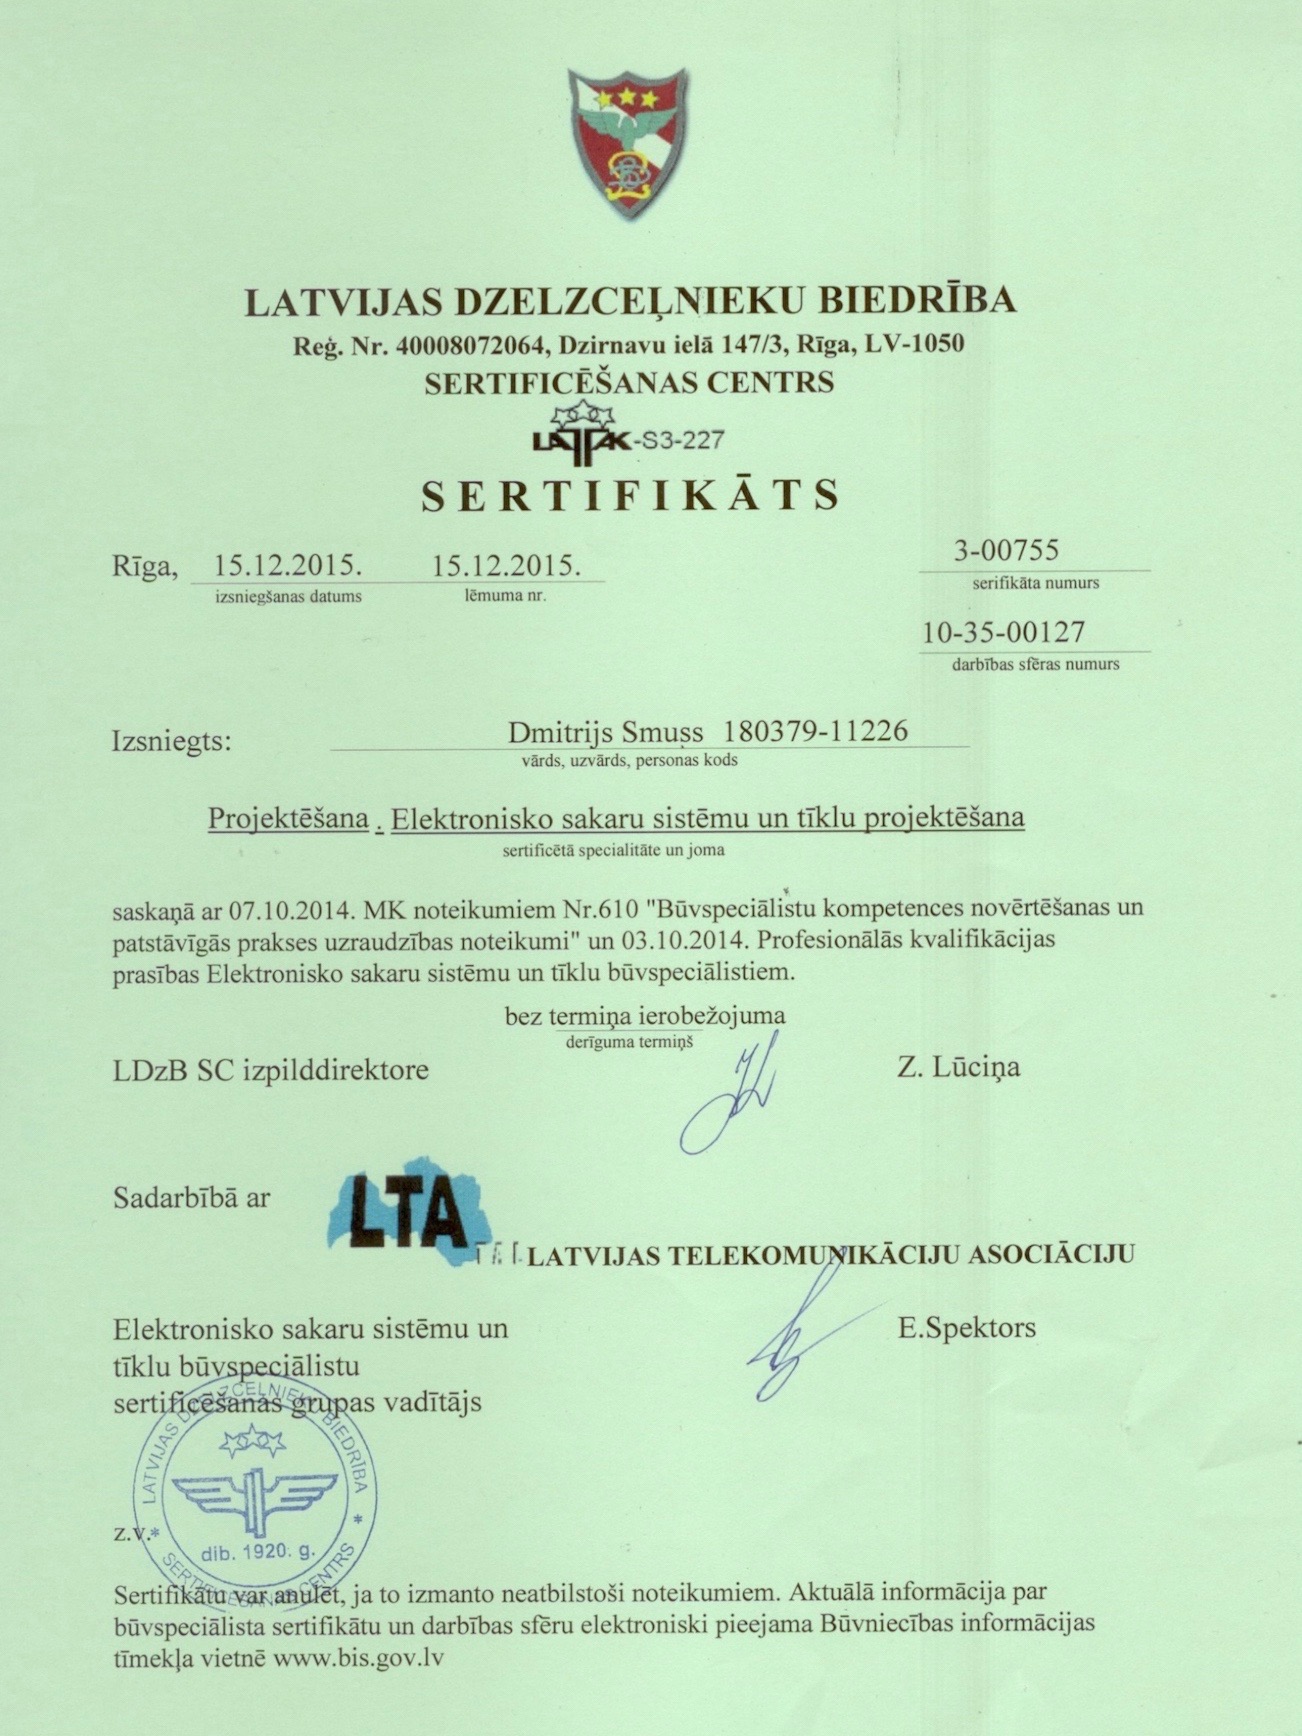 LATVIJAS DZELZCEĻNIEKU BIEDRĪBA
Reģ. Nr. 40008072064, Dzirnavu ielā 147/3, Rīga, LV-1050
SERTIFICĒŠANAS CENTRS
LATAK-S3-227
SERTIFIKĀTS
Rīga, 15.12.2015. 15.12.2015.
izsniegšanas datums lēmuma nr.
3-00755
serifikāta numurs
10-35-00127
darbības sfēras numurs
Izsniegts: Dmitrijs Smuşs 180379-11226
vārds, uzvārds, personas kods
Projektēšana . Elektronisko sakaru sistēmu un tīklu projektēšana
sertificētā specialitāte un joma
saskaņā ar 07.10.2014. MK noteikumiem Nr.610 "Būvspeciālistu kompetences novērtēšanas un
patstāvīgās prakses uzraudzības noteikumi" un 03.10.2014. Profesionālās kvalifikācijas
prasības Elektronisko sakaru sistēmu un tīklu būvspeciālistiem.
bez termiņa ierobežojuma
derīguma termiņš
LDzB SC izpilddirektore Z. Lūciņa
Sadarbībā ar LTA
LATVIJAS TELEKOMUNIKĀCIJU ASOCIĀCIJU
Elektronisko sakaru sistēmu un E.Spektors
tīklu būvspeciālistu
sertificēšanas grupas vadītājs
LATVIJAS DZELZCEĻNIEKU BIEDRĪBA
z.v.
dib. 1920. g.
SERTIFICĒŠANAS CENTRS
Sertifikātu var anulēt, ja to izmanto neatbilstoši noteikumiem. Aktuālā informācija par
būvspeciālista sertifikātu un darbības sfēru elektroniski pieejama Būvniecības informācijas
tīmekļa vietnē www.bis.gov.lv